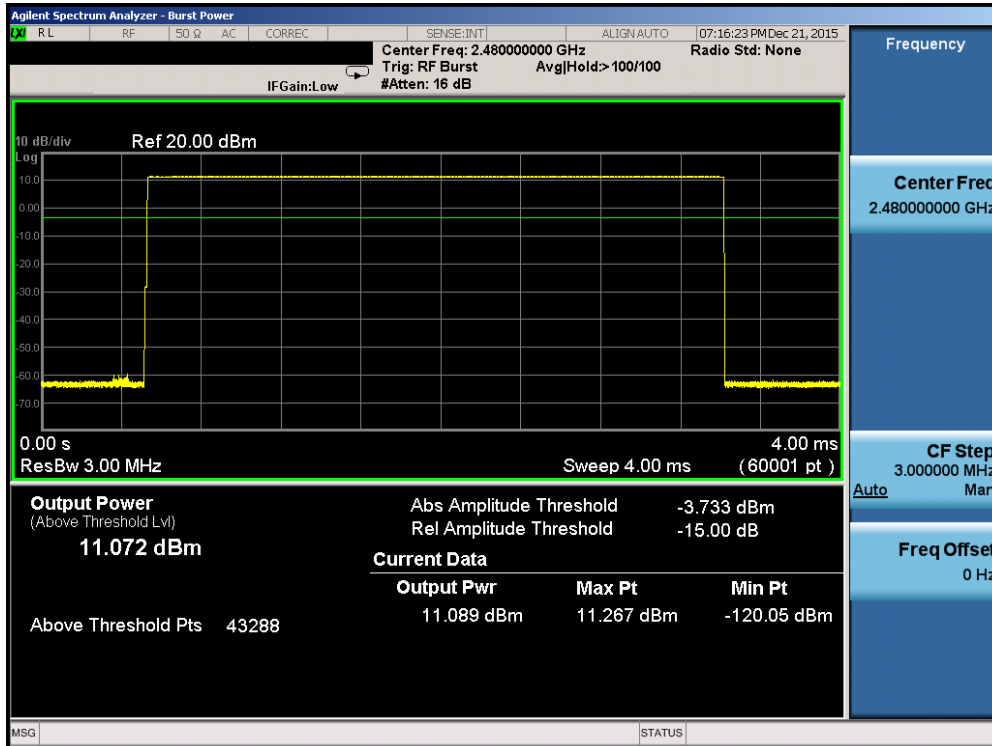 Agilent Spectrum Analyzer - Burst Power
LXI RL RF 50 Ω AC CORREC SENSE:INT ALIGN AUTO 07:16:23 PM Dec 21, 2015
Center Freq: 2.480000000 GHz Radio Std: None
Trig: RF Burst Avg|Hold:> 100/100
IFGain:Low #Atten: 16 dB
Frequency
10 dB/div Ref 20.00 dBm
Log
10.0
0.00
-10.0
-20.0
-30.0
-40.0
-50.0
-60.0
-70.0
0.00 s 4.00 ms
ResBw 3.00 MHz Sweep 4.00 ms (60001 pt)
Center Freq
2.480000000 GHz
CF Step
3.000000 MHz
Auto Man
Freq Offset
0 Hz
Output Power
(Above Threshold Lvl)
11.072 dBm
Above Threshold Pts 43288
Abs Amplitude Threshold -3.733 dBm
Rel Amplitude Threshold -15.00 dB
Current Data
Output Pwr Max Pt Min Pt
11.089 dBm 11.267 dBm -120.05 dBm
MSG STATUS